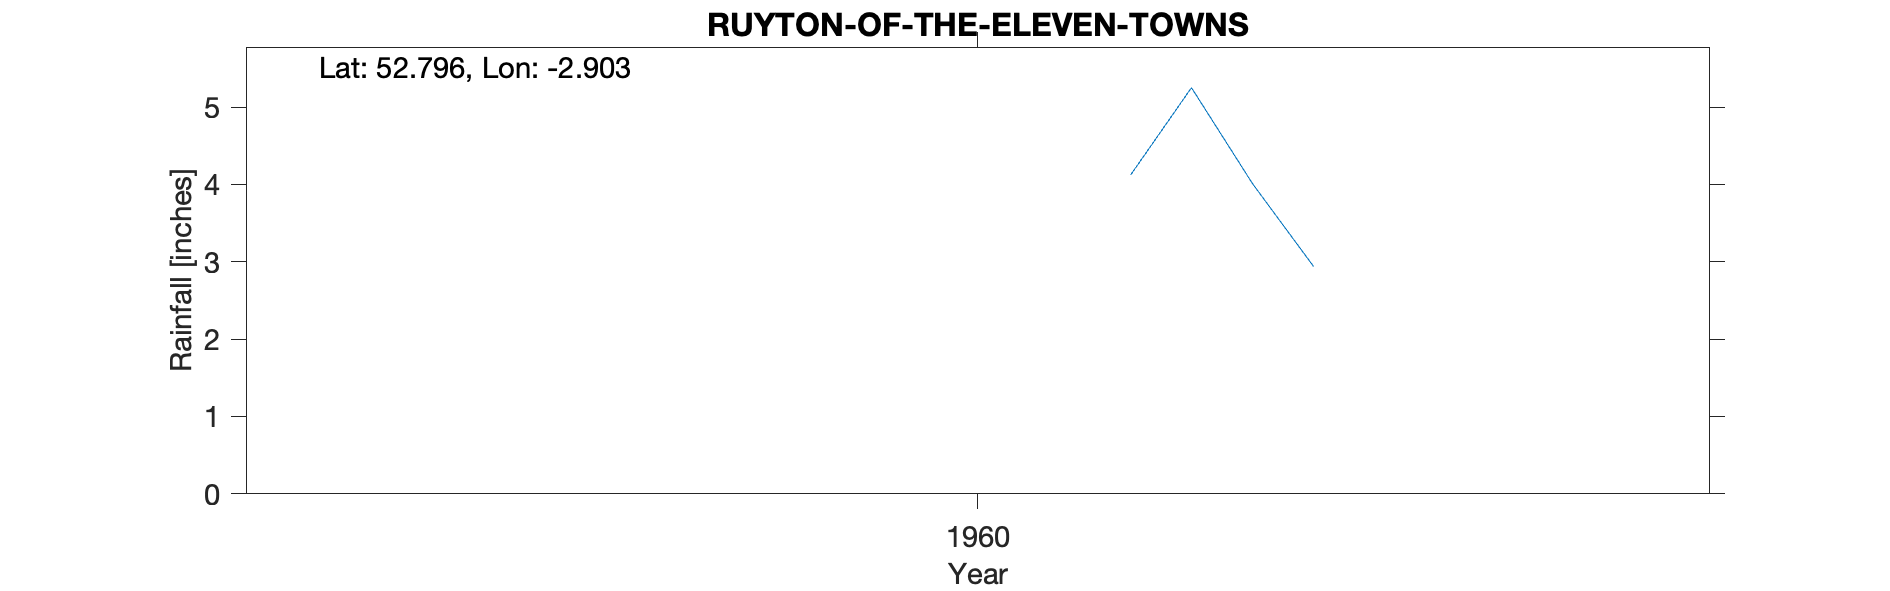 RUYTON-OF-THE-ELEVEN-TOWNS
Lat: 52.796, Lon: -2.903
5
4
3
2
1
0
Rainfall [inches]
1960
Year